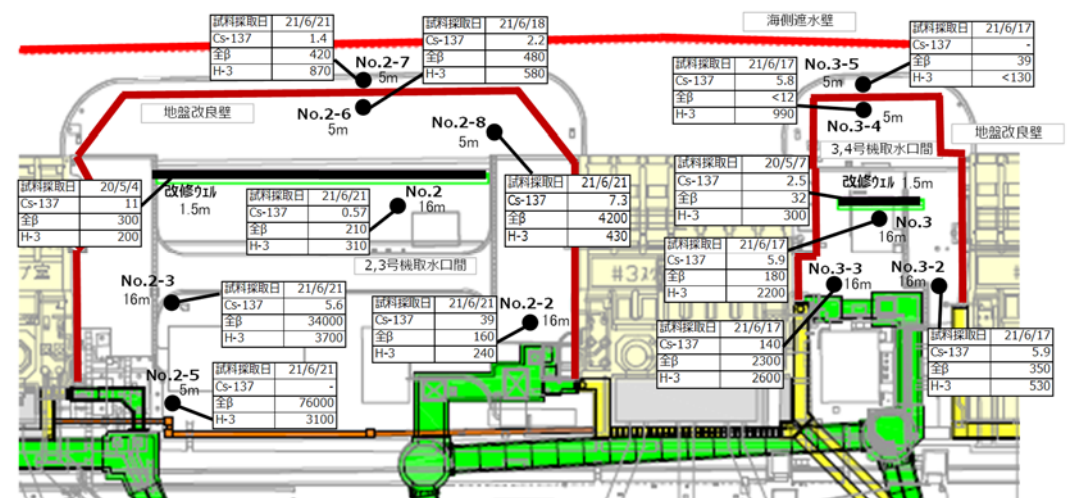 海側遮水壁
試料採取日 21/6/21
Cs-137 1.4
全β 420
H-3 870
No.2-7
5m
試料採取日 21/6/18
Cs-137 2.2
全β 480
H-3 580
No.2-6
5m
地盤改良壁
No.2-8
5m
試料採取日 21/6/21
Cs-137 7.3
全β 4200
H-3 430
試料採取日 20/5/4
Cs-137 11
全β 300
H-3 200
改修ウェル
1.5m
試料採取日 21/6/21
Cs-137 0.57
全β 210
H-3 310
No.2
16m
2,3号機取水口間
No.2-3
16m
試料採取日 21/6/21
Cs-137 5.6
全β 34000
H-3 3700
試料採取日 21/6/21
Cs-137 39
全β 160
H-3 240
No.2-2
16m
No.2-5
5m
試料採取日 21/6/21
Cs-137 -
全β 76000
H-3 3100
試料採取日 21/6/17
Cs-137 -
全β 39
H-3 <130
No.3-5
5m
試料採取日 21/6/17
Cs-137 5.8
全β <12
H-3 990
5m
No.3-4
地盤改良壁
3,4号機取水口間
試料採取日 20/5/7
Cs-137 2.5
全β 32
H-3 300
改修ウェル 1.5m
No.3
16m
試料採取日 21/6/17
Cs-137 5.9
全β 180
H-3 2200
No.3-3
16m
No.3-2
16m
試料採取日 21/6/17
Cs-137 140
全β 2300
H-3 2600
試料採取日 21/6/17
Cs-137 5.9
全β 350
H-3 530